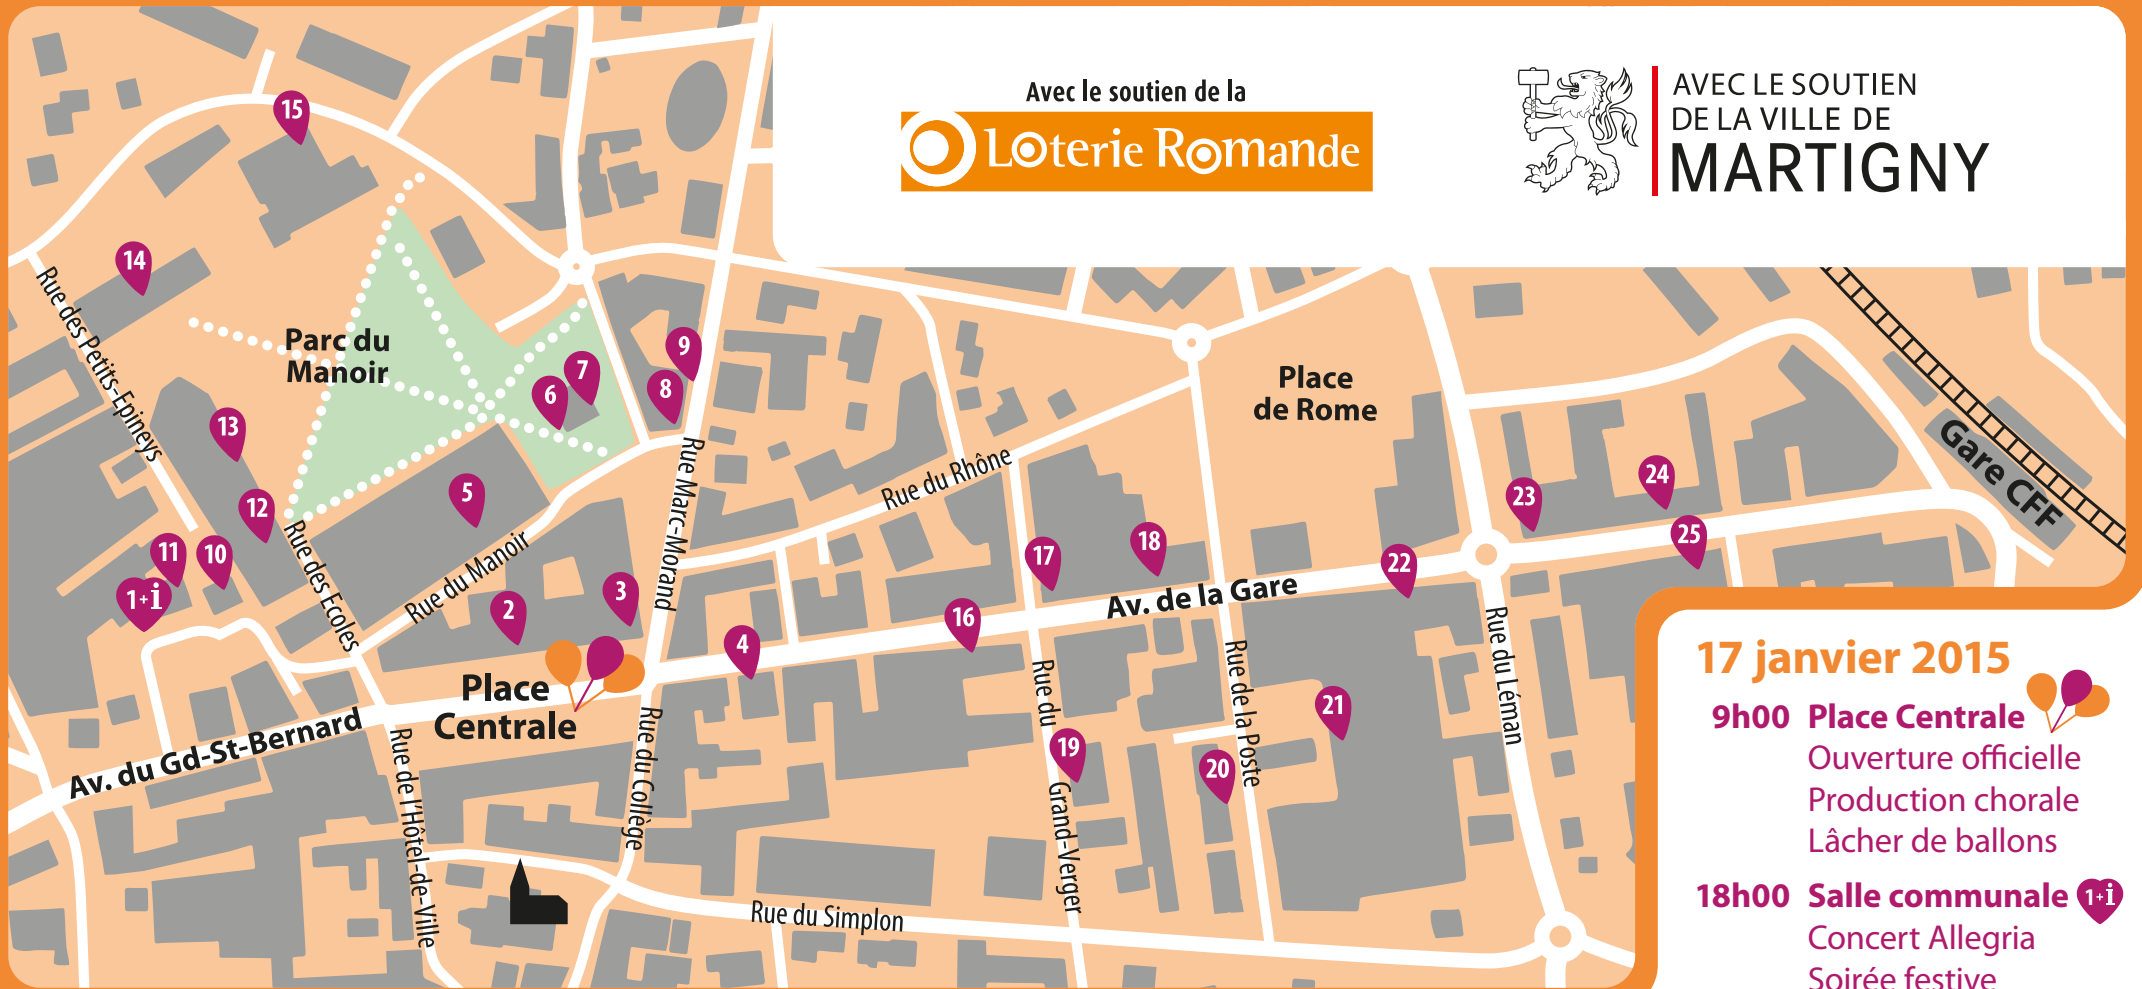 Avec le soutien de la
Loterie Romande
AVEC LE SOUTIEN
DE LA VILLE DE
MARTIGNY
15
14
Rue des Petits-Epineys
Parc du
Manoir
9
7
6
8
13
5
12
11
10
1+i
Rue des Ecoles
Rue du Manoir
Rue Marc-Morand
2
3
4
Place
Centrale
Av. du Gd-St-Bernard
Rue de l'Hôtel-de-Ville
Rue du Collège
Rue du Simplon
Rue du Rhône
Place
de Rome
16
17
18
Av. de la Gare
22
23
24
25
Gare CFF
Rue du Grand-Verger
19
20
21
Rue de la Poste
Rue du Léman
17 janvier 2015
9h00 Place Centrale
Ouverture officielle
Production chorale
Lâcher de ballons
18h00 Salle communale 1+i
Concert Allegria
Soirée festive